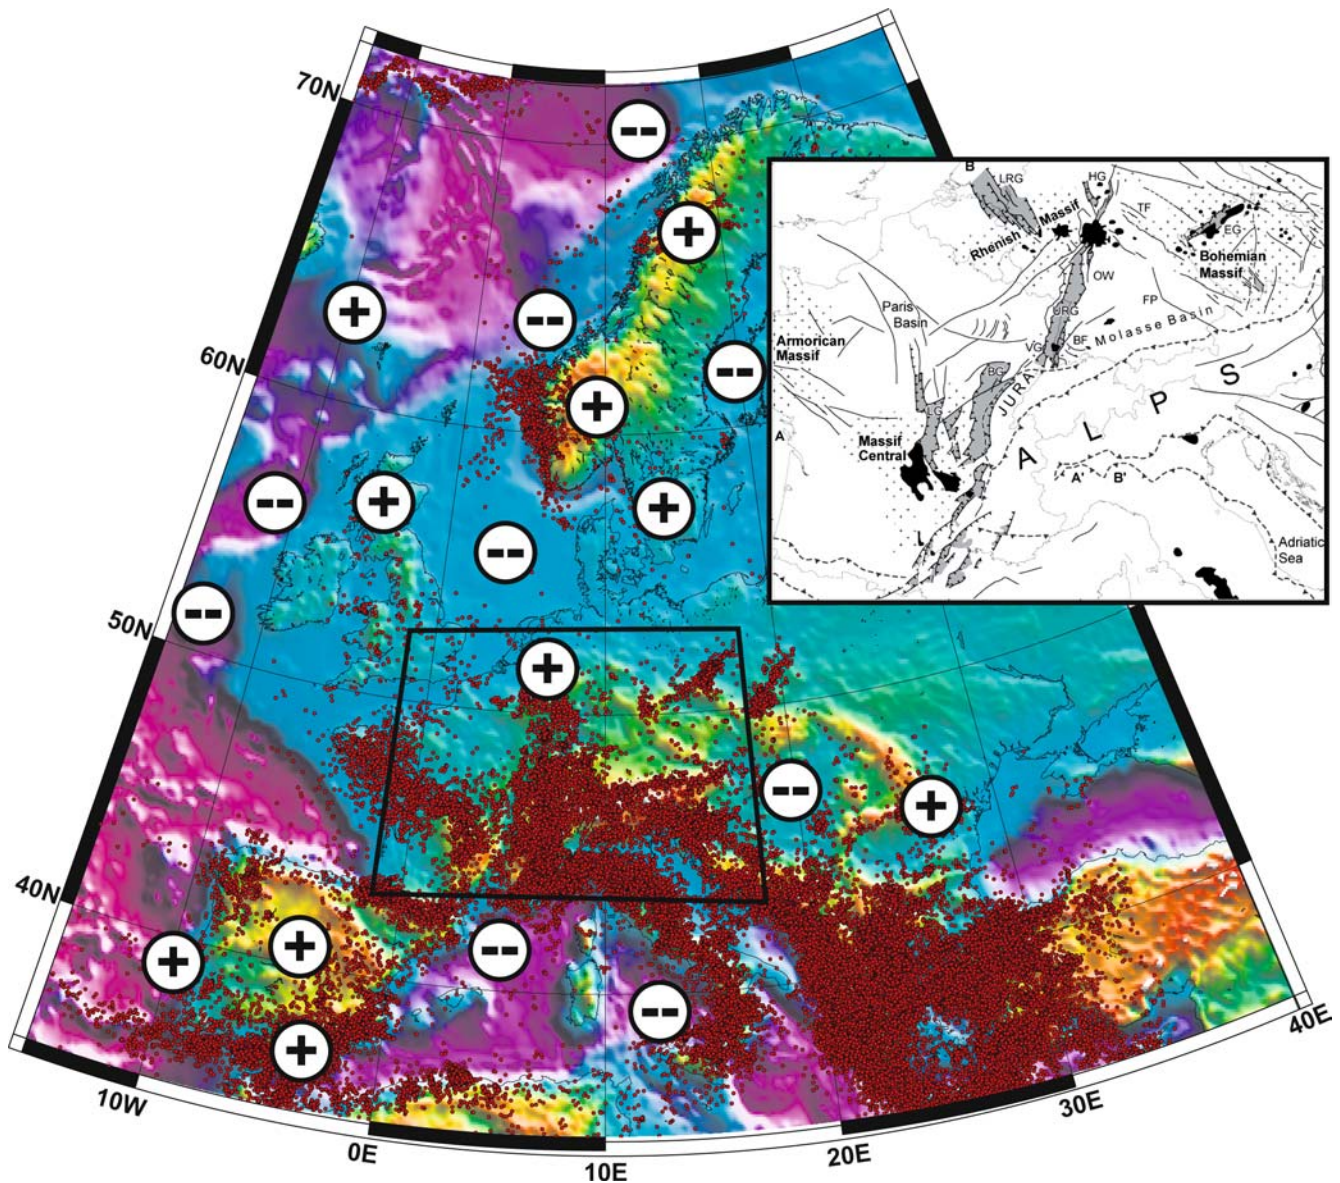 70N
60N
50N
40N
10W
0E
10E
20E
30E
40E
--
+
+
--
--
+
--
+
--
+
--
+
--
+
--
+
+
+
--
--
+
B
LRG
HG
Rhenish Massif
TF
EG
Bohemian
Massif
OW
Paris
Basin
URG
FP
Molasse Basin
Armorican
Massif
VG
BF
BG
JURA
LG
A L P S
A
Massif
Central
A'
B'
L
Adriatic
Sea